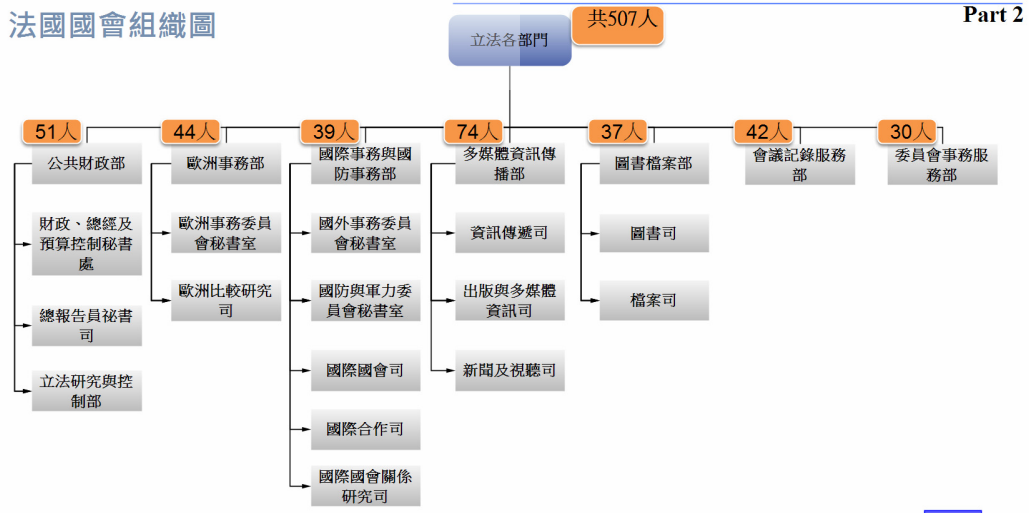 法國國會組織圖
Part 2
立法各部門
共507人
51人
44人
39人
74人
37人
42人
30人
公共財政部
歐洲事務部
國際事務與國
防事務部
多媒體資訊傳
播部
圖書檔案部
會議記錄服務
部
委員會事務服
務部
財政、總經及
預算控制秘書
處
總報告員祕書
司
立法研究與控
制部
歐洲事務委員
會秘書室
歐洲比較研究
司
國外事務委員
會秘書室
國防與軍力委
員會秘書室
國際國會司
國際合作司
國際國會關係
研究司
資訊傳遞司
出版與多媒體
資訊司
新聞及視聽司
圖書司
檔案司